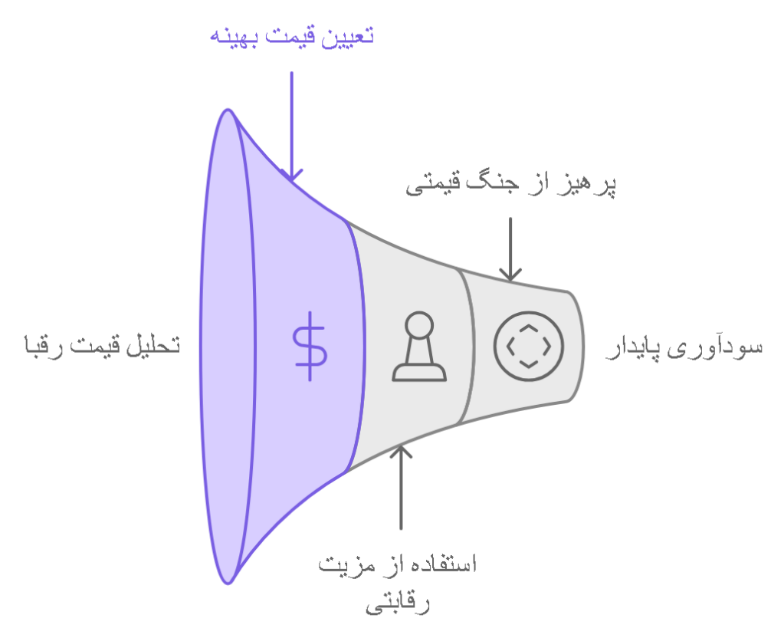 تعیین قیمت بهینه
پرهیز از جنگ قیمتی
تحلیل قیمت رقبا
$
سودآوری پایدار
استفاده از مزیت
رقابتی